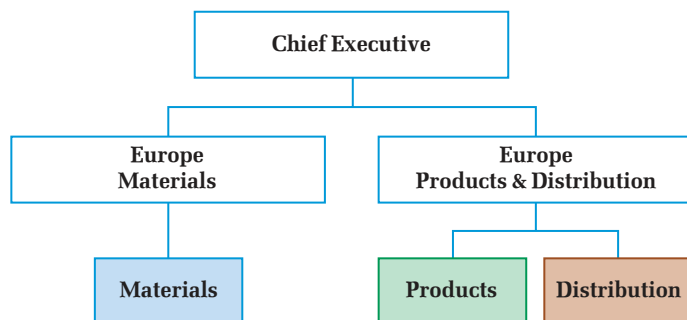 Chief Executive
Europe
Materials
Europe
Products & Distribution
Materials
Products
Distribution